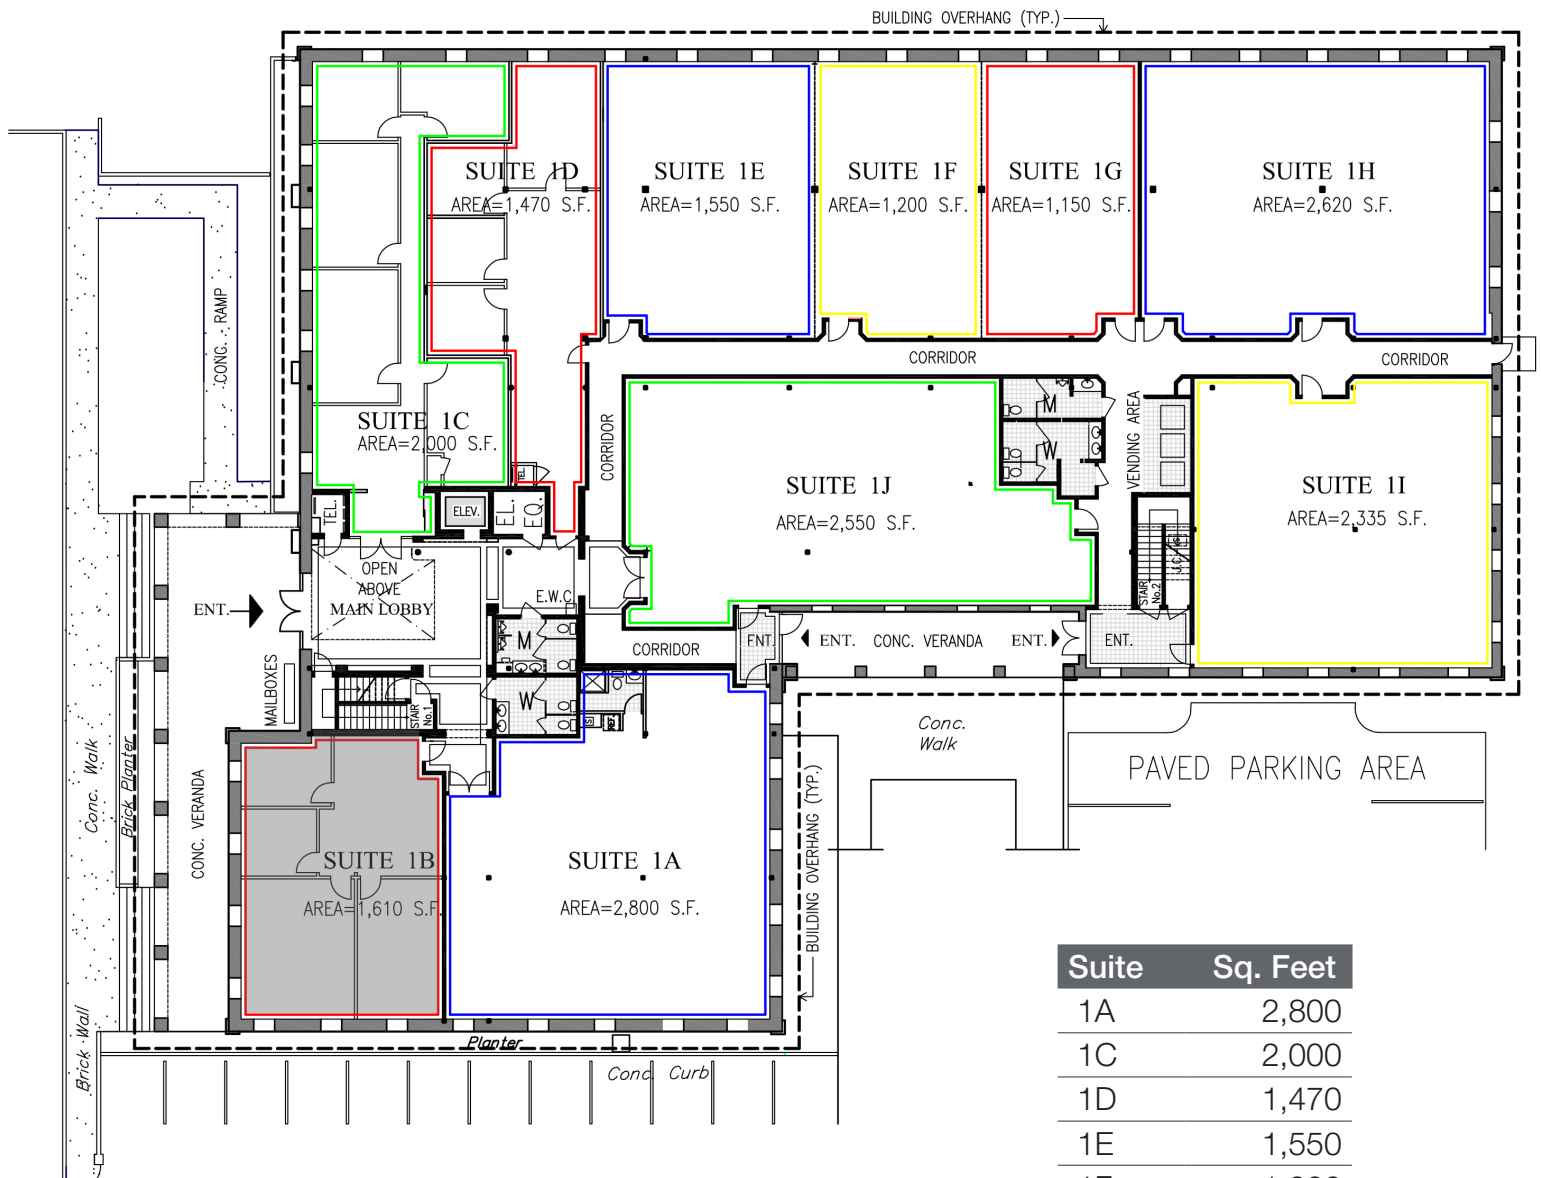 BUILDING OVERHANG (TYP.)
SUITE 1D
AREA=1,470 S.F.
SUITE 1E
AREA=1,550 S.F.
SUITE 1F
AREA=1,200 S.F.
SUITE 1G
AREA=1,150 S.F.
SUITE 1H
AREA=2,620 S.F.
CONC. RAMP
CORRIDOR
CORRIDOR
SUITE 1C
AREA=2,000 S.F.
CORRIDOR
M
W
VENDING AREA
SUITE 1J
AREA=2,550 S.F.
SUITE 1I
AREA=2,335 S.F.
TEL.
TEL.
ELEV.
EL.
EQ.
OPEN
ABOVE
MAIN LOBBY
ENT.
E.W.C.
J.C.
STAIR
No.2
M
CORRIDOR
ENT.
ENT.
CONC. VERANDA
ENT.
ENT.
MAILBOXES
W
STAIR
No.1
REF.
Conc.
Walk
PAVED PARKING AREA
Conc. Walk
Brick Planter
CONC. VERANDA
SUITE 1B
AREA=1,610 S.F.
SUITE 1A
AREA=2,800 S.F.
BUILDING OVERHANG (TYP.)
Brick Wall
Planter
Conc. Curb
Suite Sq. Feet
1A 2,800
1C 2,000
1D 1,470
1E 1,550